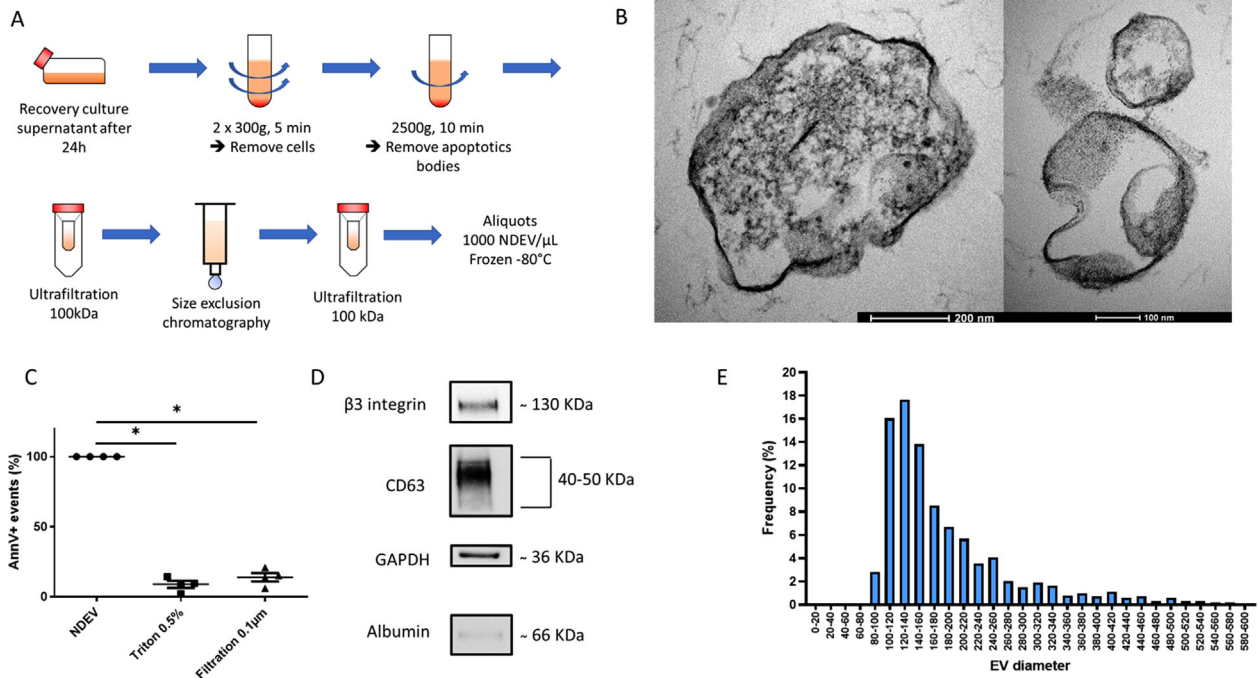 A
Recovery culture
supernatant after
24h
2 x 300g, 5 min
➔ Remove cells
2500g, 10 min
➔ Remove apoptotics
bodies
Ultrafiltration
100kDa
Size exclusion
chromatography
Ultrafiltration
100 kDa
Aliquots
1000 NDEV/µL
Frozen -80°C
B
200 nm
100 nm
C
AnnV+ events (%)
100
50
0
*
*
NDEV
Triton 0.5%
Filtration 0.1µm
D
β3 integrin
~ 130 KDa
CD63
40-50 KDa
GAPDH
~ 36 KDa
Albumin
~ 66 KDa
E
Frequency (%)
20
18
16
14
12
10
8
6
4
2
0
0-20
20-40
40-60
60-80
80-100
100-120
120-140
140-160
160-180
180-200
200-220
220-240
240-260
260-280
280-300
300-320
320-340
340-360
360-380
380-400
400-420
420-440
440-460
460-480
480-500
500-520
520-540
540-560
560-580
580-600
EV diameter